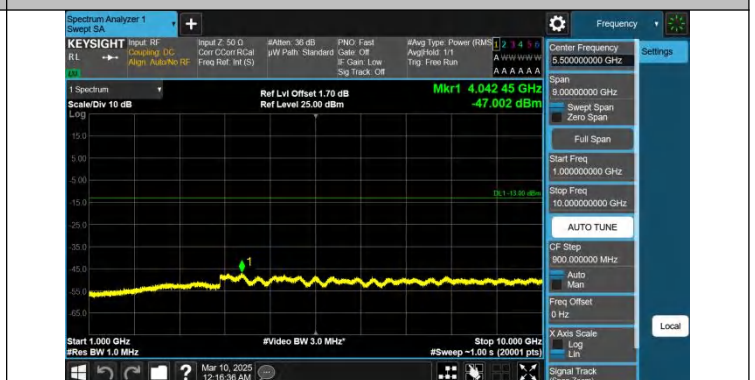 Spectrum Analyzer 1
Swept SA
Frequency
KEYSIGHT
RL
Input: RF
Coupling: DC
Align: Auto/No RF
Input Z: 50 Ω
Corr CCorr RCal
Freq Ref: Int (S)
#Atten: 36 dB
µW Path: Standard
PNO: Fast
Gate: Off
IF Gain: Low
Sig Track: Off
#Avg Type: Power (RMS)
Avg|Hold: 1/1
Trig: Free Run
1 2 3 4 5 6
A W W W W W
A A A A A A
1 Spectrum
Scale/Div 10 dB
Log
Ref Lvl Offset 1.70 dB
Ref Level 25.00 dBm
Mkr1 4.042 45 GHz
-47.002 dBm
15.0
5.00
-5.00
-15.0
-25.0
-35.0
-45.0
-55.0
-65.0
DL1 -13.00 dBm
1
Start 1.000 GHz
#Res BW 1.0 MHz
#Video BW 3.0 MHz*
Stop 10.000 GHz
#Sweep ~1.00 s (20001 pts)
Mar 10, 2025
12:16:36 AM
Center Frequency
5.500000000 GHz
Settings
Span
9.00000000 GHz
Swept Span
Zero Span
Full Span
Start Freq
1.000000000 GHz
Stop Freq
10.000000000 GHz
AUTO TUNE
CF Step
900.000000 MHz
Auto
Man
Freq Offset
0 Hz
X Axis Scale
Log
Lin
Local
Signal Track
(Span Zoom)